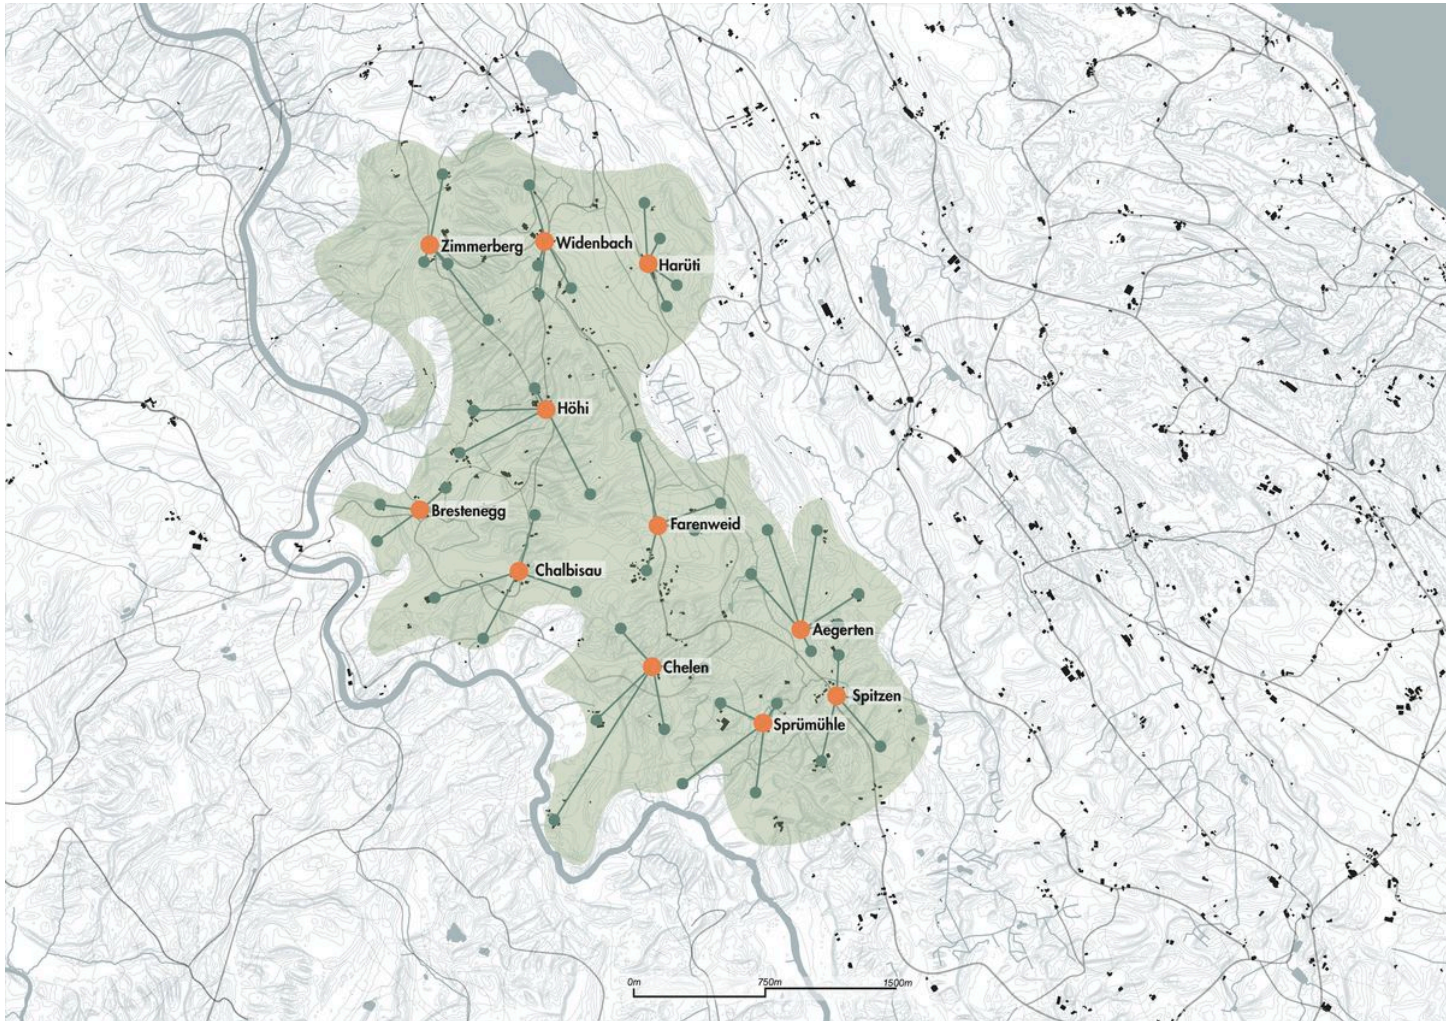 Zimmerberg
Widenbach
Harüti
Höhi
Brestenegg
Farenweid
Chalbisau
Aegerten
Chelen
Spitzen
Sprümühle
0m 750m 1500m